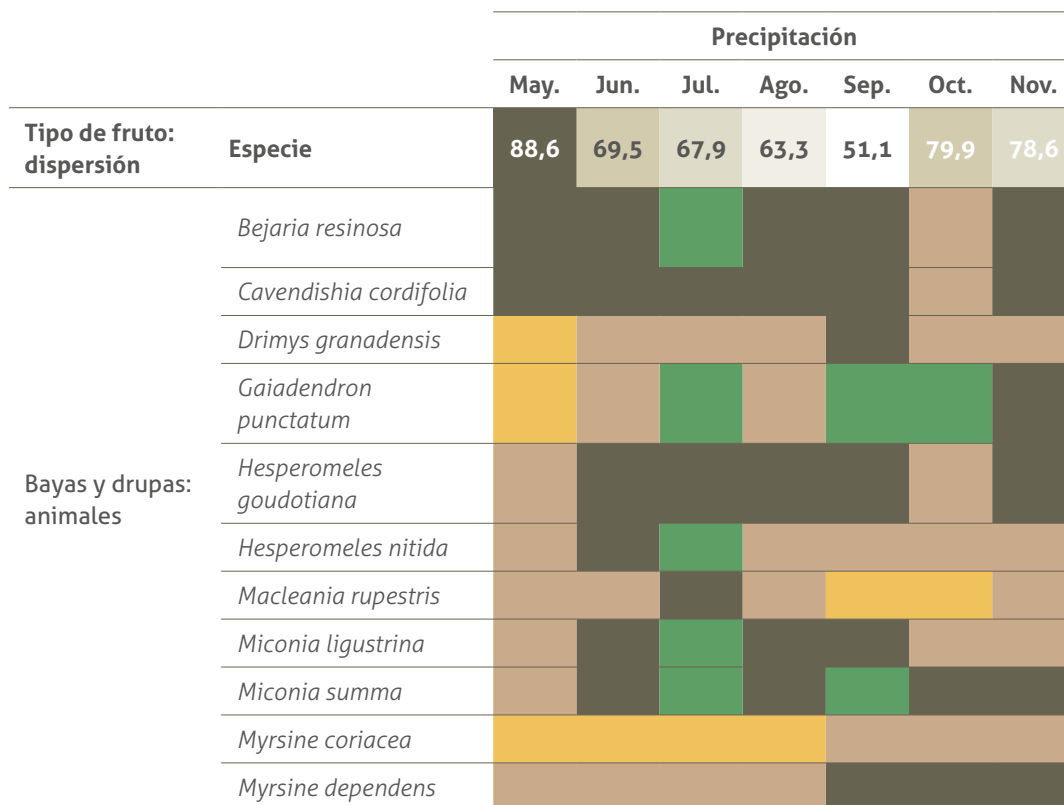 Precipitación
May. Jun. Jul. Ago. Sep. Oct. Nov.
Tipo de fruto:
dispersión
Especie 88,6 69,5 67,9 63,3 51,1 79,9 78,6
Bejaria resinosa
Cavendishia cordifolia
Drimys granadensis
Gaiadendron
punctatum
Bayas y drupas:
animales
Hesperomeles
goudotiana
Hesperomeles nitida
Macleania rupestris
Miconia ligustrina
Miconia summa
Myrsine coriacea
Myrsine dependens